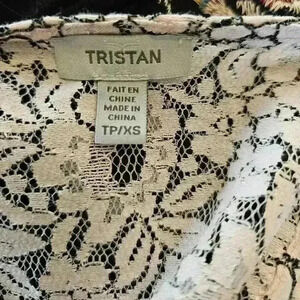 TRISTAN
FAIT EN
CHINE
MADE IN
CHINA
TP/XS